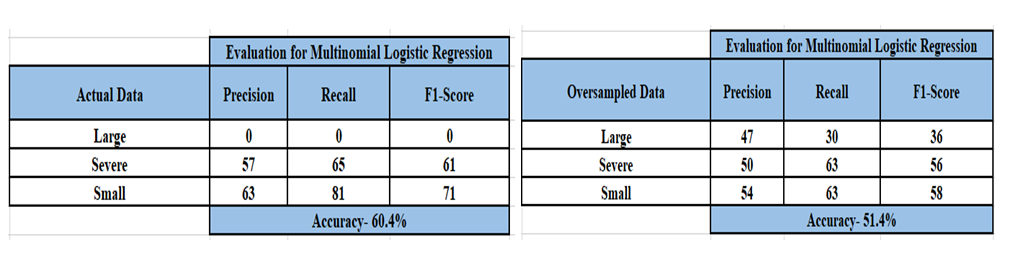 Evaluation for Multinomial Logistic Regression
Actual Data Precision Recall F1-Score
Large 0 0 0
Severe 57 65 61
Small 63 81 71
Accuracy- 60.4%
Evaluation for Multinomial Logistic Regression
Oversampled Data Precision Recall F1-Score
Large 47 30 36
Severe 50 63 56
Small 54 63 58
Accuracy- 51.4%